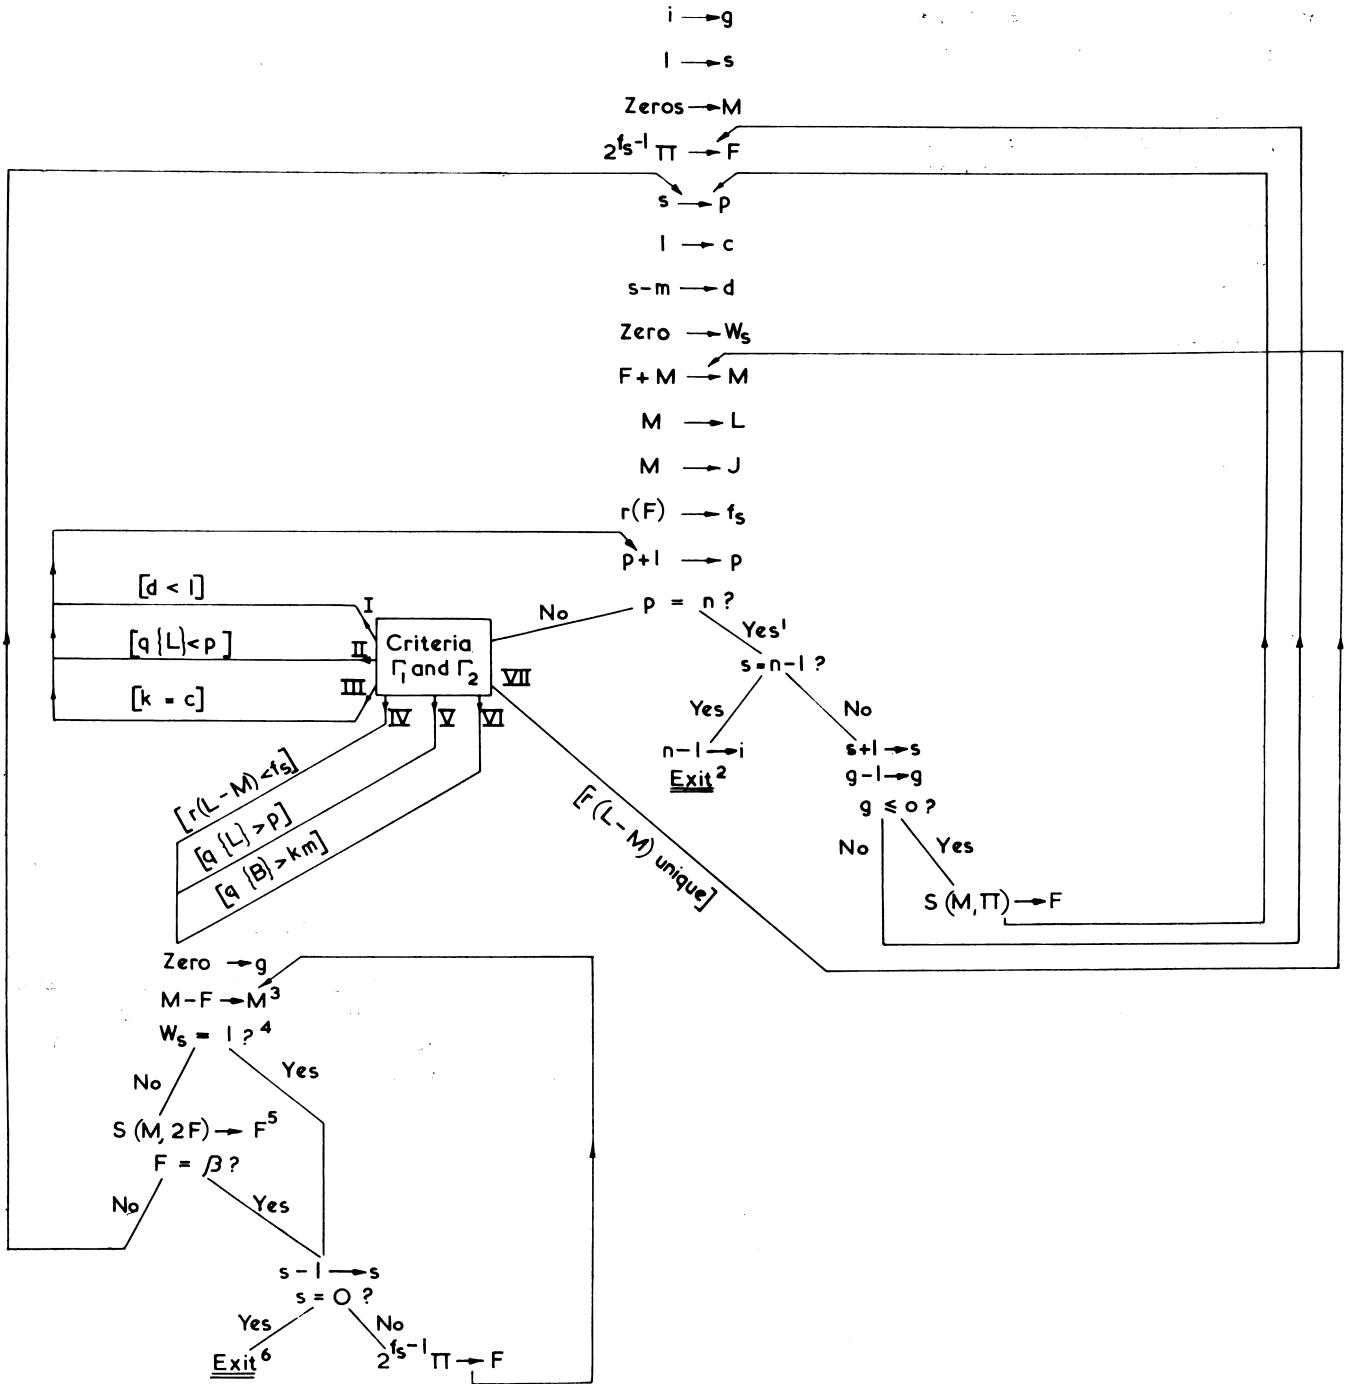 i → g
1 → s
Zeros → M
2^{fs-1} Π → F
s → p
1 → c
s-m → d
Zero → Ws
F + M → M
M → L
M → J
r(F) → fs
p+1 → p
p = n ?
No
Yes¹
[d < 1]
I
[q {L} < p]
II
[k = c]
III
Criteria
Γ1 and Γ2
VII
IV
V
VI
s = n-1 ?
Yes
No
n-1 → i
Exit²
s+1 → s
g-1 → g
g ≤ 0 ?
No
Yes
S (M, Π) → F
[r(L-M) < fs]
[q {L} > p]
[q {B} > km]
[r (L-M) unique]
Zero → g
M-F → M³
Ws = 1 ?⁴
No
Yes
S (M, 2F) → F⁵
F = β ?
No
Yes
s-1 → s
s = 0 ?
Yes
No
Exit⁶
2^{fs-1} Π → F